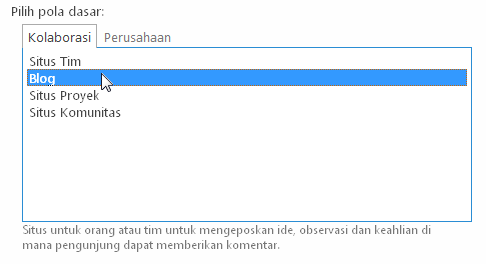 Pilih pola dasar:
Kolaborasi Perusahaan
Situs Tim
Blog
Situs Proyek
Situs Komunitas
Situs untuk orang atau tim untuk mengeposkan ide, observasi dan keahlian di
mana pengunjung dapat memberikan komentar.